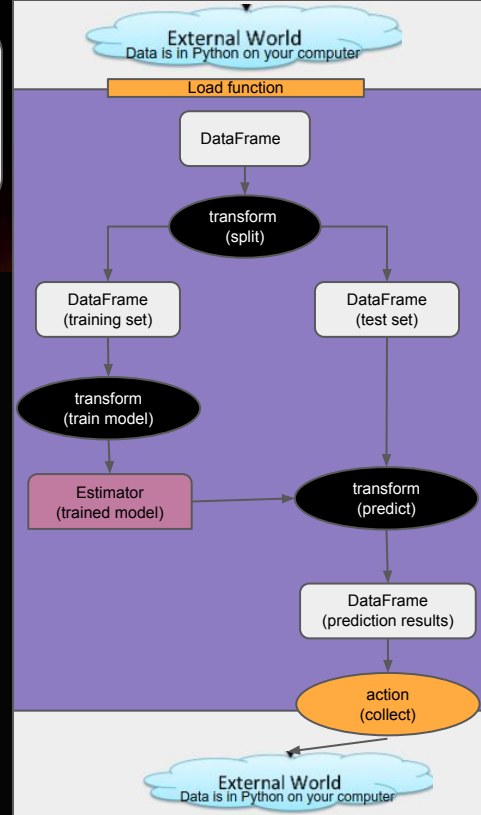 External World
Data is in Python on your computer
Load function
DataFrame
transform
(split)
DataFrame
(training set)
DataFrame
(test set)
transform
(train model)
Estimator
(trained model)
transform
(predict)
DataFrame
(prediction results)
action
(collect)
External World
Data is in Python on your computer